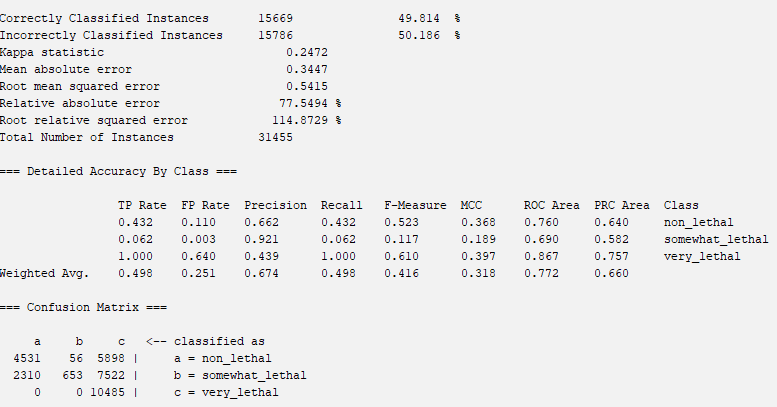 Correctly Classified Instances 15669 49.814 %
Incorrectly Classified Instances 15786 50.186 %
Kappa statistic 0.2472
Mean absolute error 0.3447
Root mean squared error 0.5415
Relative absolute error 77.5494 %
Root relative squared error 114.8729 %
Total Number of Instances 31455
=== Detailed Accuracy By Class ===
TP Rate FP Rate Precision Recall F-Measure MCC ROC Area PRC Area Class
0.432 0.110 0.662 0.432 0.523 0.368 0.760 0.640 non_lethal
0.062 0.003 0.921 0.062 0.117 0.189 0.690 0.582 somewhat_lethal
1.000 0.640 0.439 1.000 0.610 0.397 0.867 0.757 very_lethal
Weighted Avg. 0.498 0.251 0.674 0.498 0.416 0.318 0.772 0.660
=== Confusion Matrix ===
a b c <-- classified as
4531 56 5898 | a = non_lethal
2310 653 7522 | b = somewhat_lethal
0 0 10485 | c = very_lethal